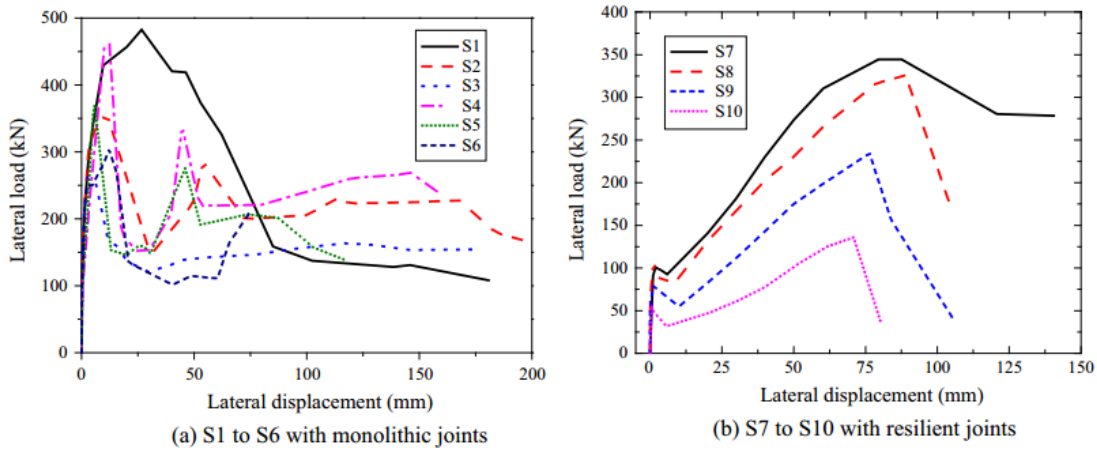 500
400
300
200
100
0
Lateral load (kN)
S1
S2
S3
S4
S5
S6
0 50 100 150 200
Lateral displacement (mm)
(a) S1 to S6 with monolithic joints
400
350
300
250
200
150
100
50
0
Lateral load (kN)
S7
S8
S9
S10
0 25 50 75 100 125 150
Lateral displacement (mm)
(b) S7 to S10 with resilient joints